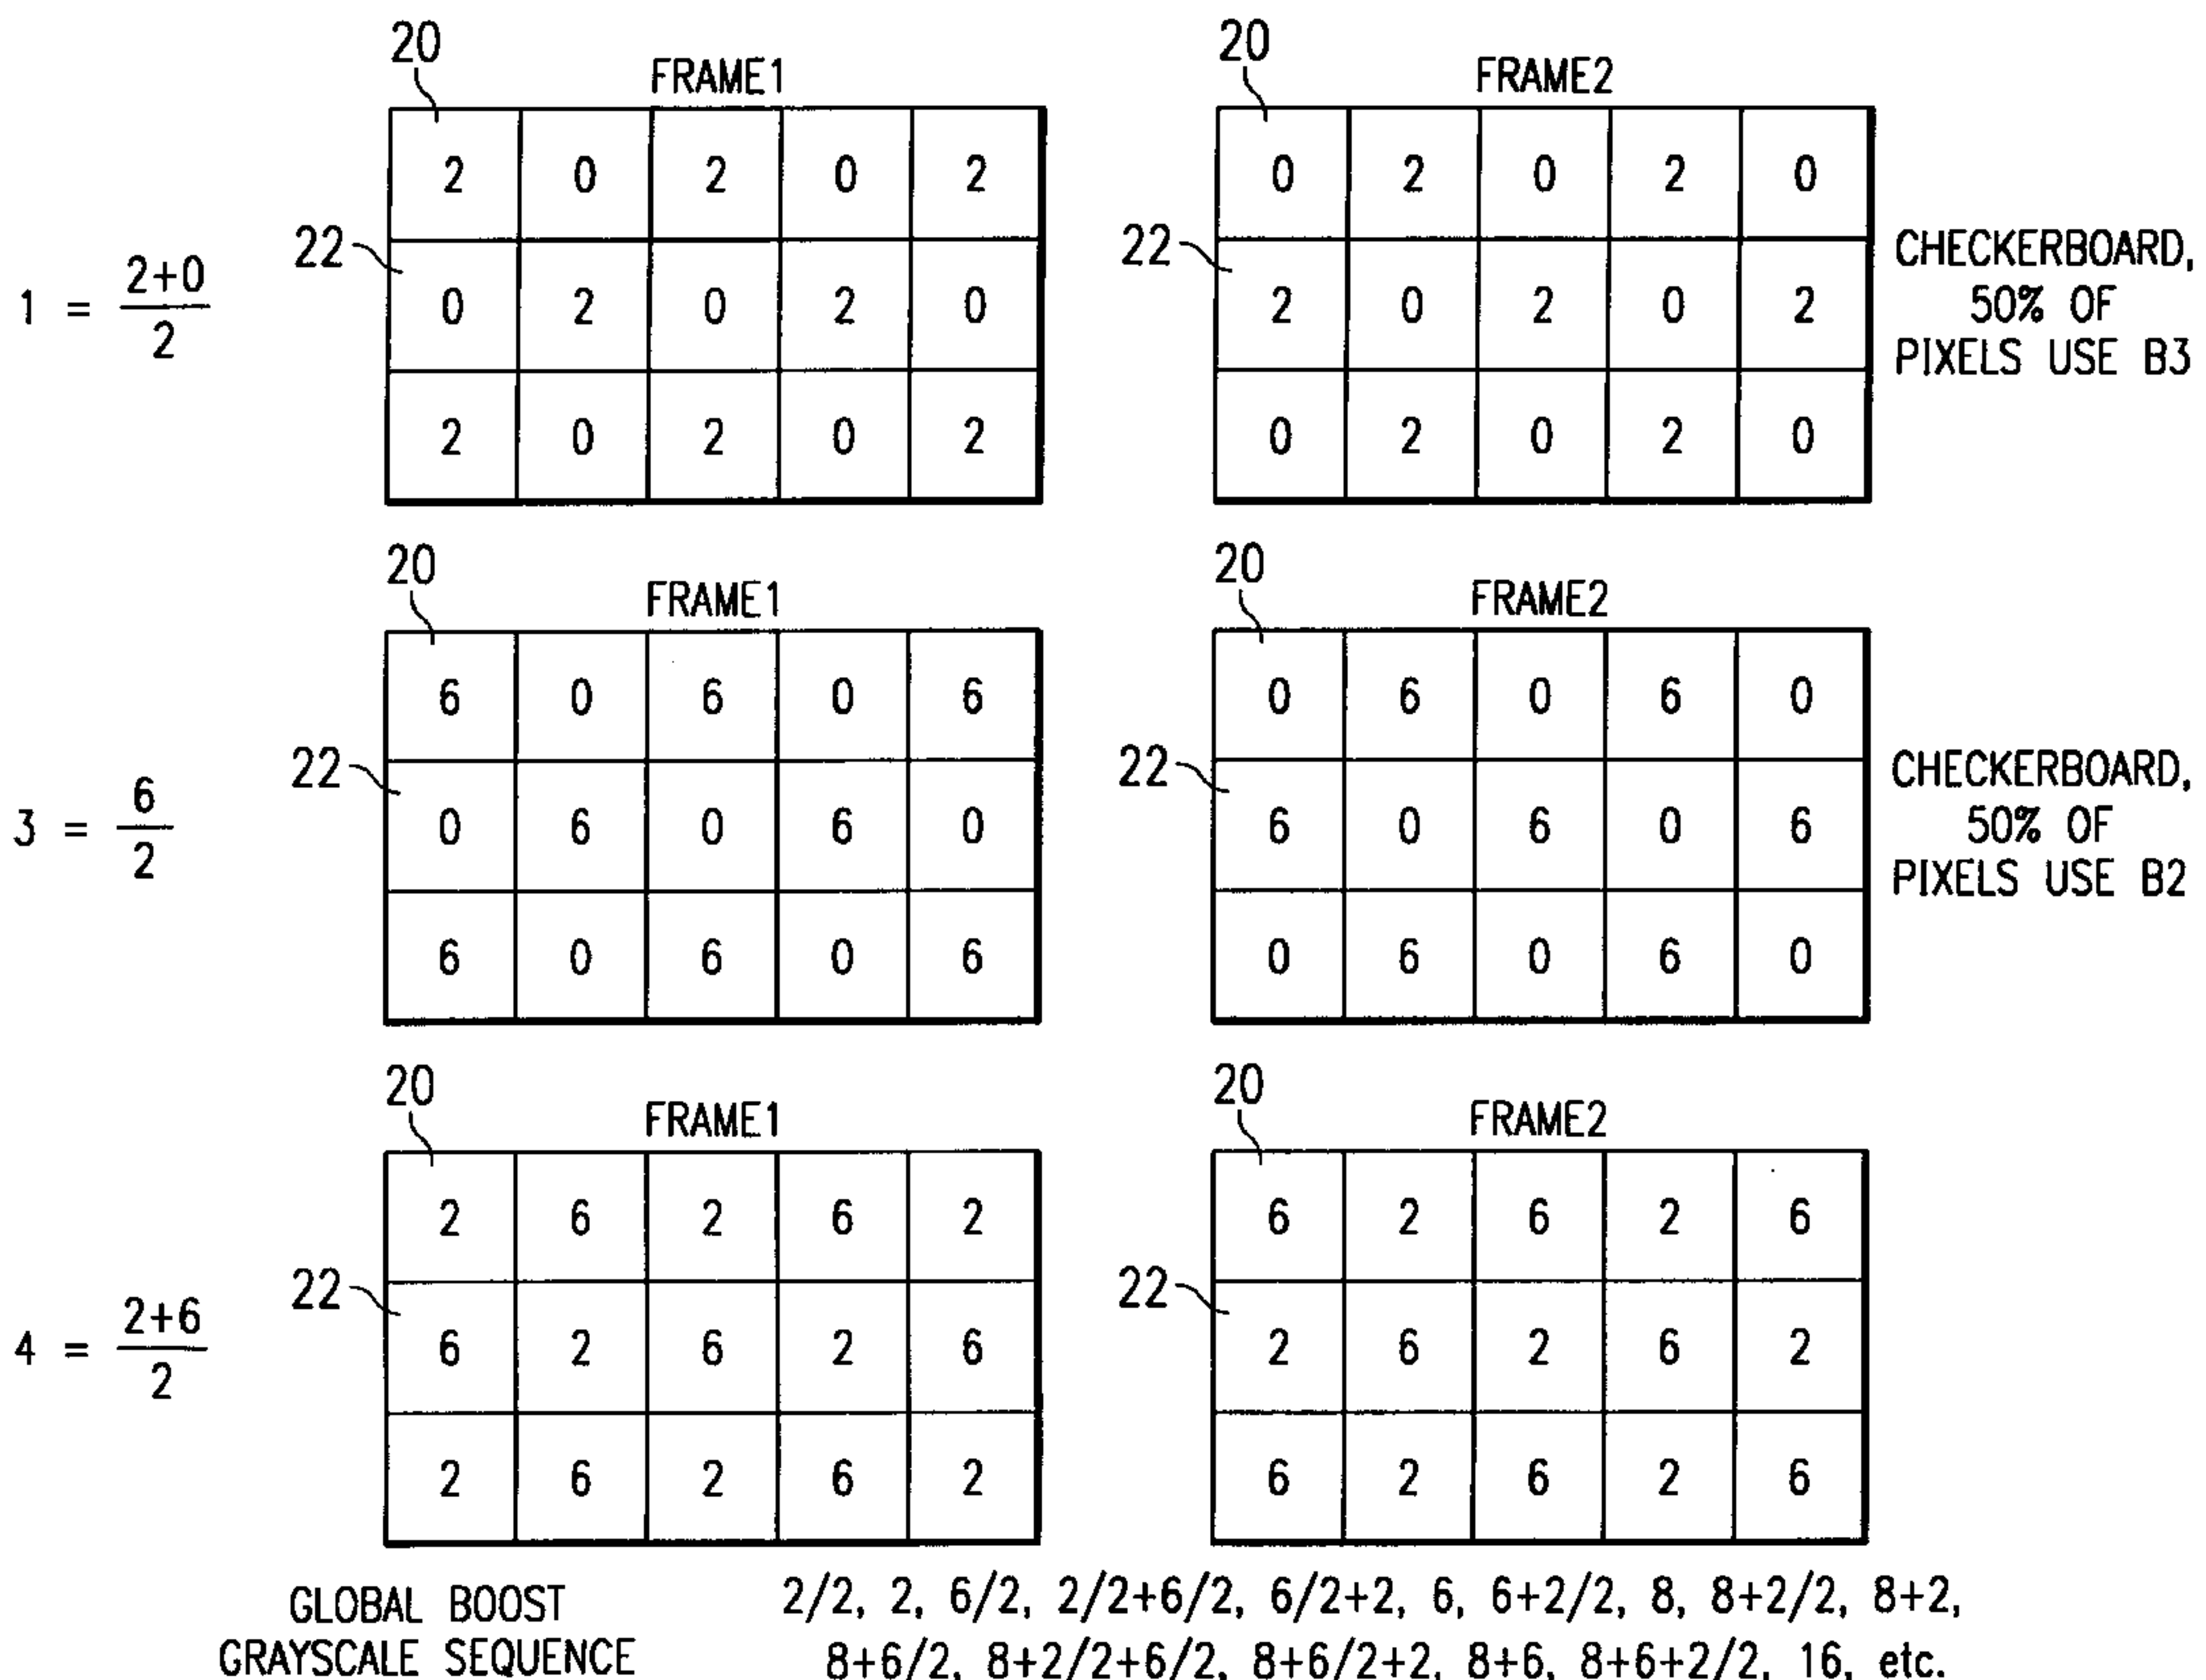 20 20
FRAME1 FRAME2
2 0 2 0 2 0 2 0 2 0
22 22
1 = 2+0
2
0 2 0 2 0 2 0 2 0 2
CHECKERBOARD,
50% OF
PIXELS USE B3
2 0 2 0 2 0 2 0 2 0
20 20
FRAME1 FRAME2
6 0 6 0 6 0 6 0 6 0
22 22
3 = 6
2
0 6 0 6 0 6 0 6 0 6
CHECKERBOARD,
50% OF
PIXELS USE B2
6 0 6 0 6 0 6 0 6 0
20 20
FRAME1 FRAME2
2 6 2 6 2 6 2 6 2 6
22 22
4 = 2+6
2
6 2 6 2 6 2 6 2 6 2
2 6 2 6 2 6 2 6 2 6
GLOBAL BOOST
GRAYSCALE SEQUENCE
2/2, 2, 6/2, 2/2+6/2, 6/2+2, 6, 6+2/2, 8, 8+2/2, 8+2,
8+6/2, 8+2/2+6/2, 8+6/2+2, 8+6, 8+6+2/2, 16, etc.